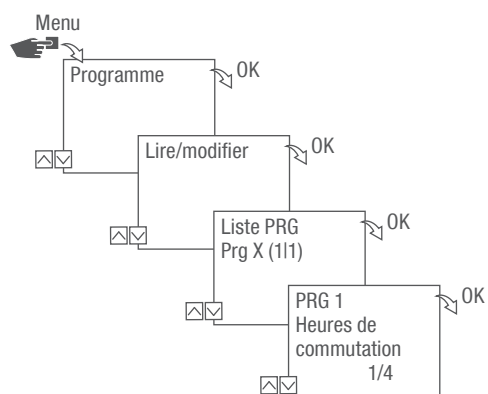 Menu
Programme
OK
Lire/modifier
OK
Liste PRG
Prg X (1|1)
OK
PRG 1
Heures de
commutation
1/4
OK